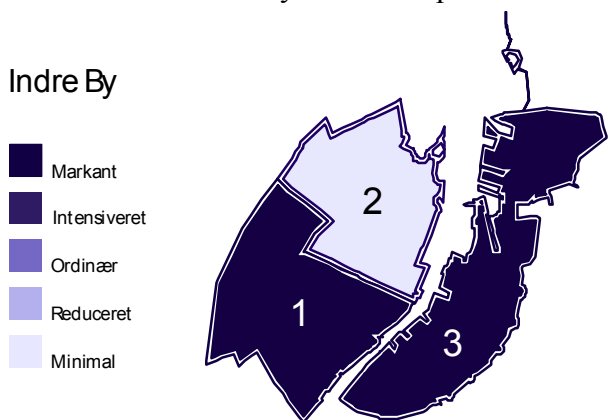 Indre By
Markant
Intensiveret
Ordinær
Reduceret
Minimal
2
1
3